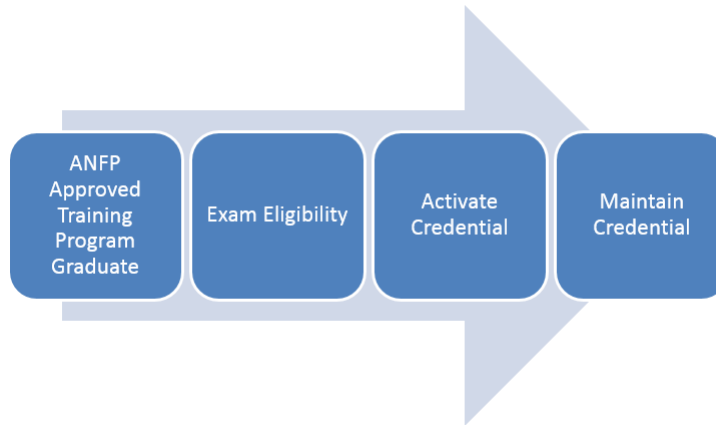 ANFP
Approved
Training
Program
Graduate
Exam Eligibility
Activate
Credential
Maintain
Credential